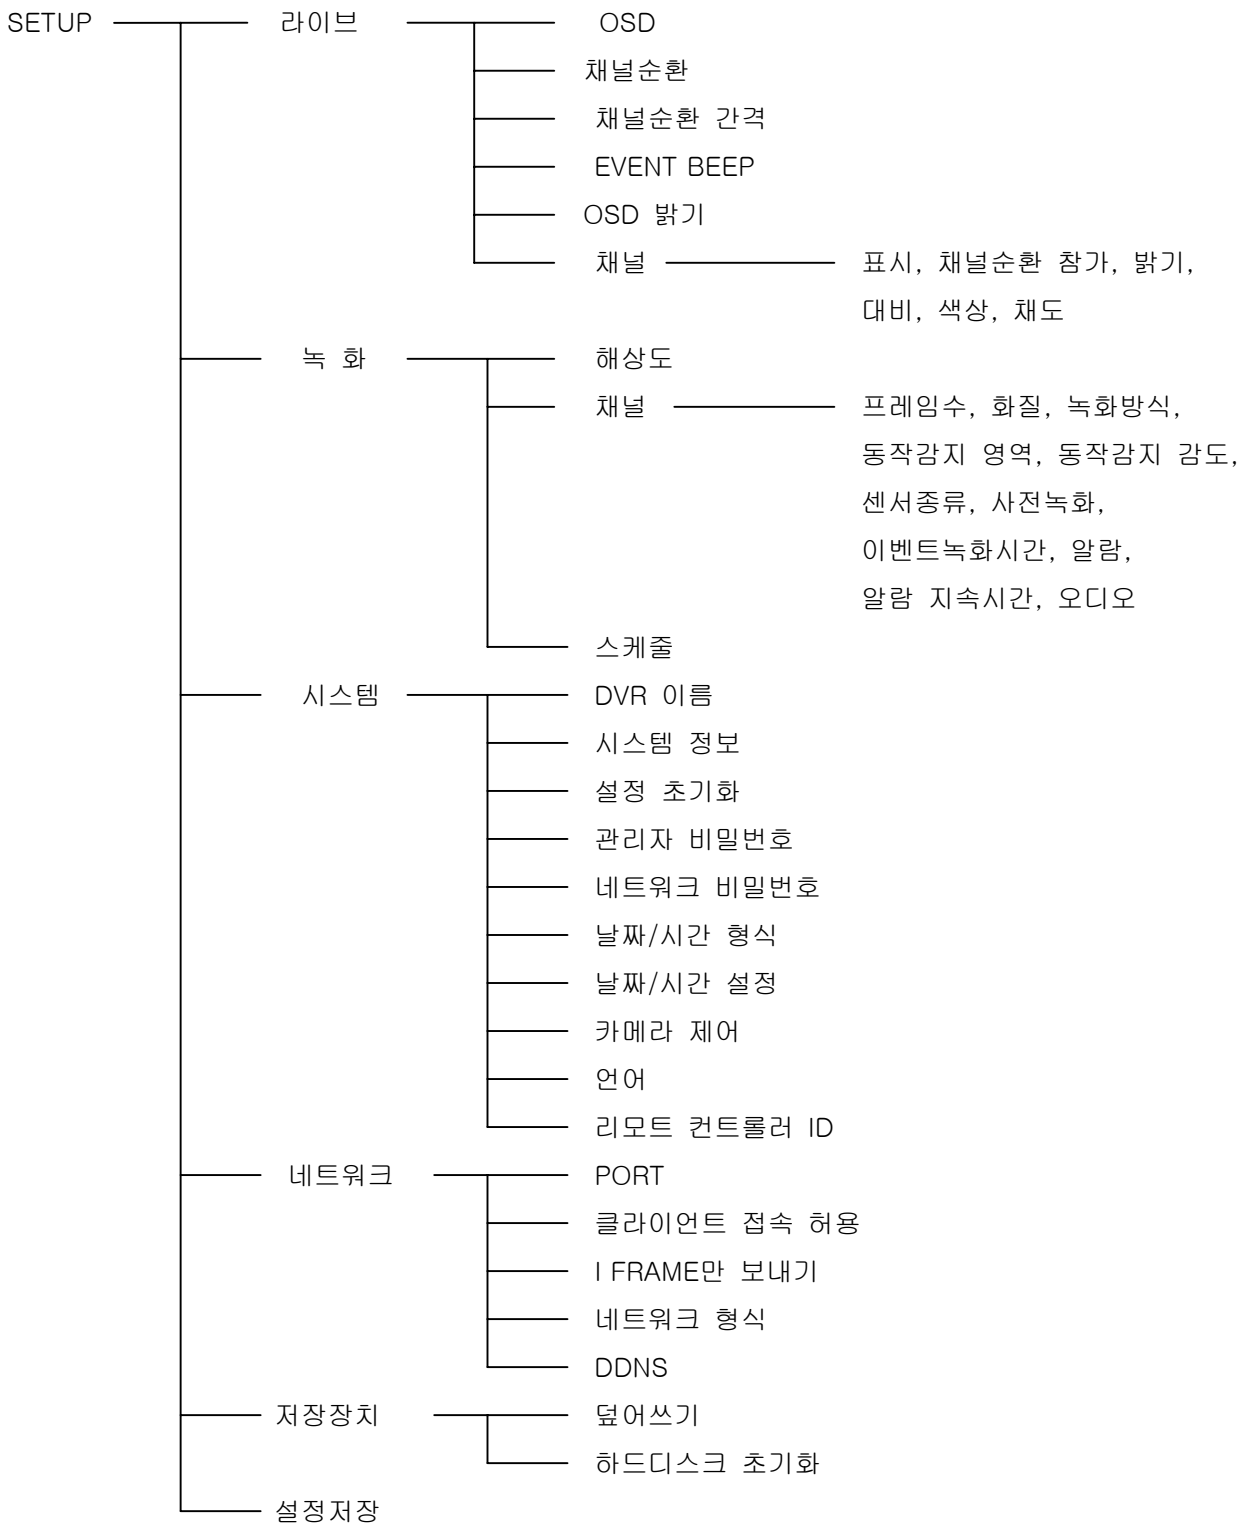 SETUP 라이브 OSD
채널순환
채널순환 간격
EVENT BEEP
OSD 밝기
채널 표시, 채널순환 참가, 밝기,
대비, 색상, 채도
녹 화 해상도
채널 프레임수, 화질, 녹화방식,
동작감지 영역, 동작감지 감도,
센서종류, 사전녹화,
이벤트녹화시간, 알람,
알람 지속시간, 오디오
스케줄
시스템 DVR 이름
시스템 정보
설정 초기화
관리자 비밀번호
네트워크 비밀번호
날짜/시간 형식
날짜/시간 설정
카메라 제어
언어
리모트 컨트롤러 ID
네트워크 PORT
클라이언트 접속 허용
I FRAME만 보내기
네트워크 형식
DDNS
저장장치 덮어쓰기
하드디스크 초기화
설정저장